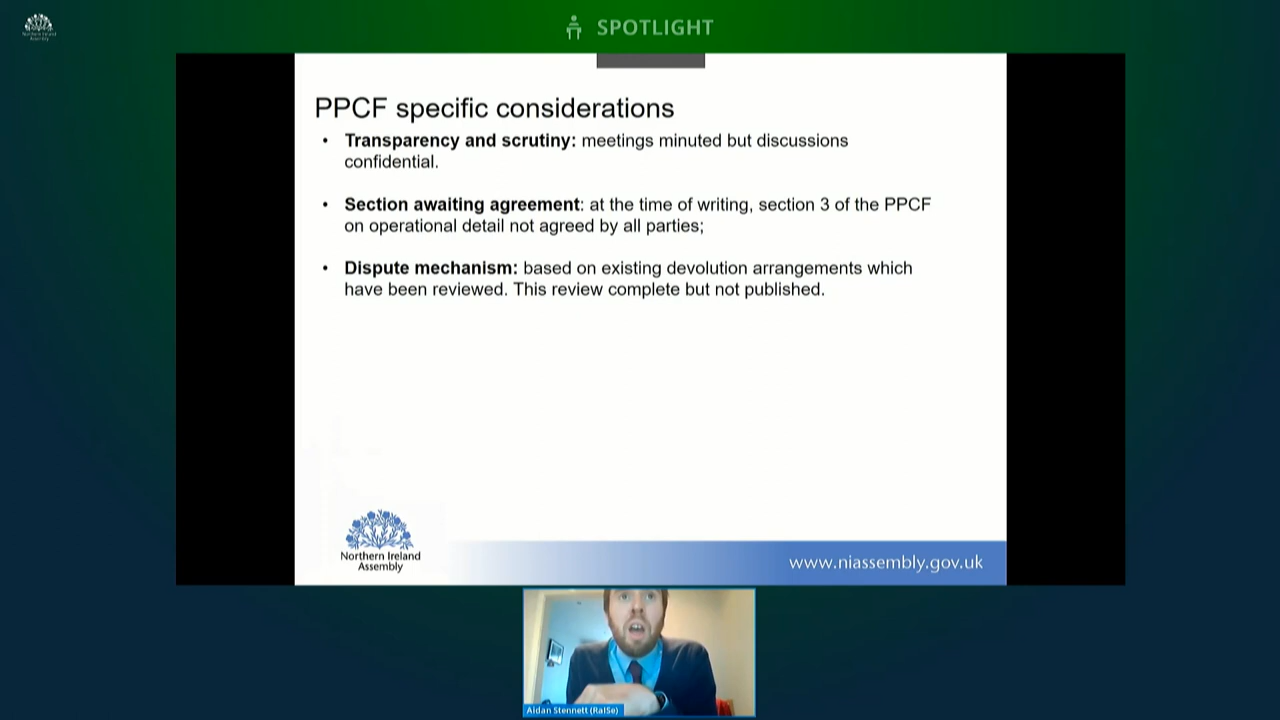 Northern Ireland
Assembly
SPOTLIGHT
PPCF specific considerations
• Transparency and scrutiny: meetings minuted but discussions
confidential.
• Section awaiting agreement: at the time of writing, section 3 of the PPCF
on operational detail not agreed by all parties;
• Dispute mechanism: based on existing devolution arrangements which
have been reviewed. This review complete but not published.
Northern Ireland
Assembly
www.niassembly.gov.uk
Aidan Stennett (RaISe)